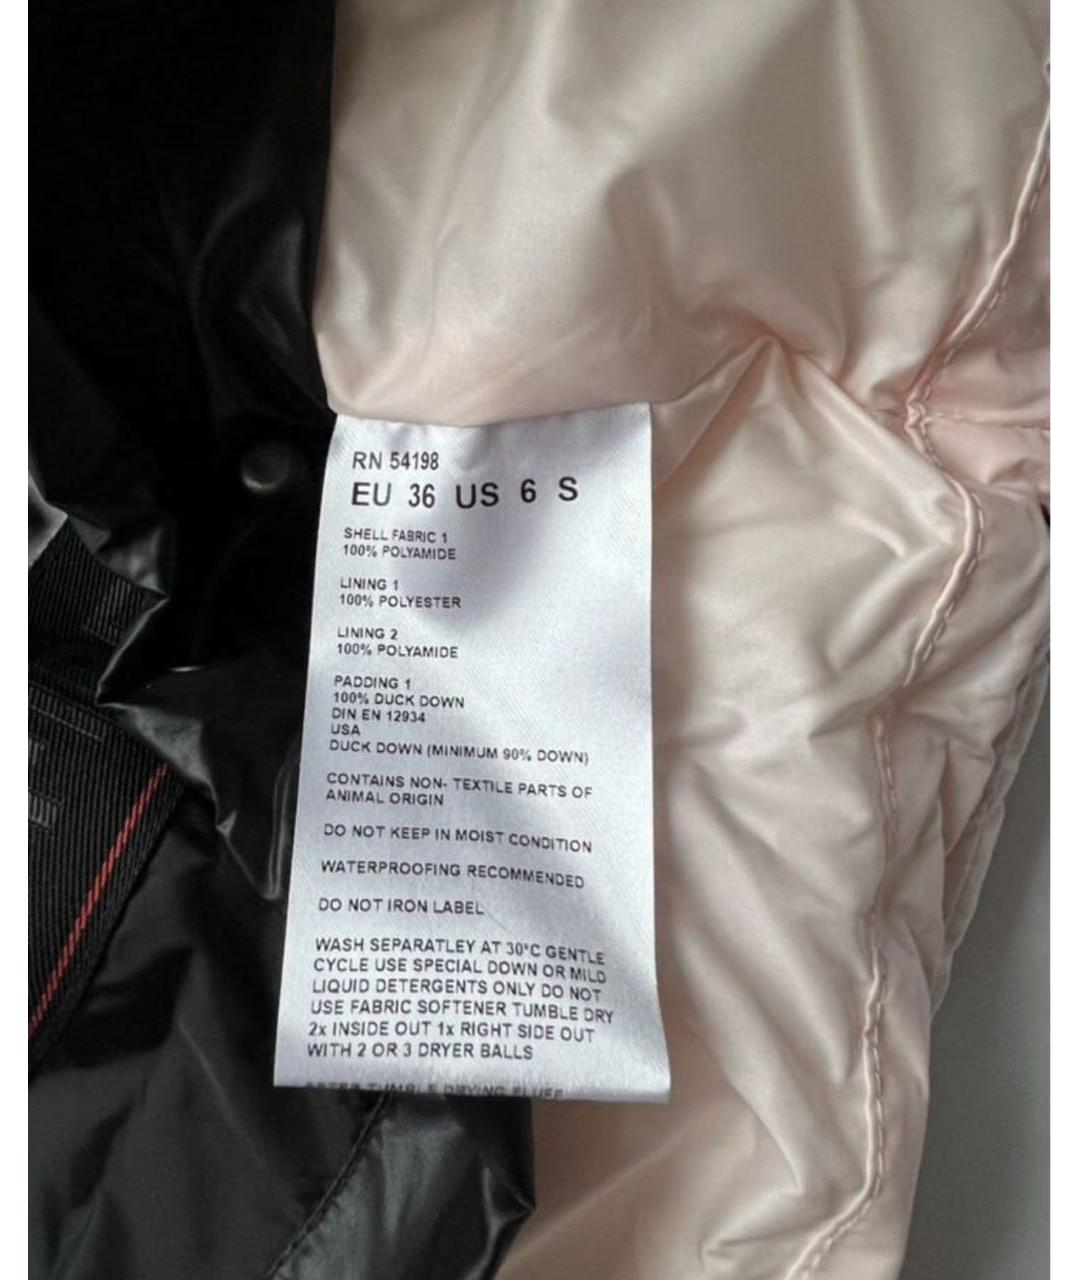 RN 54198
EU 36 US 6 S
SHELL FABRIC 1
100% POLYAMIDE
LINING 1
100% POLYESTER
LINING 2
100% POLYAMIDE
PADDING 1
100% DUCK DOWN
DIN EN 12934
USA
DUCK DOWN (MINIMUM 90% DOWN)
CONTAINS NON- TEXTILE PARTS OF
ANIMAL ORIGIN
DO NOT KEEP IN MOIST CONDITION
WATERPROOFING RECOMMENDED
DO NOT IRON LABEL
WASH SEPARATLEY AT 30°C GENTLE
CYCLE USE SPECIAL DOWN OR MILD
LIQUID DETERGENTS ONLY DO NOT
USE FABRIC SOFTENER TUMBLE DRY
2x INSIDE OUT 1x RIGHT SIDE OUT
WITH 2 OR 3 DRYER BALLS
AFTER TUMBLE DRYING FLUFF